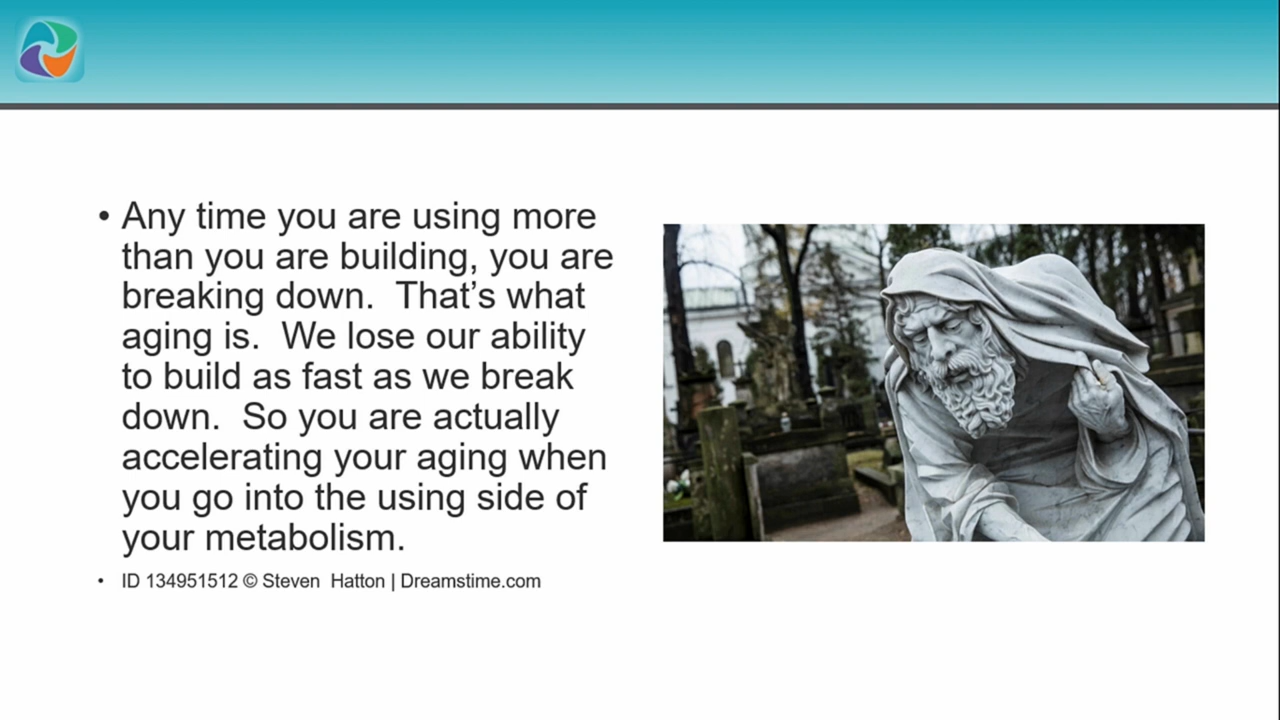 • Any time you are using more
than you are building, you are
breaking down.  That’s what
aging is.  We lose our ability
to build as fast as we break
down.  So you are actually
accelerating your aging when
you go into the using side of
your metabolism.
• ID 134951512 © Steven  Hatton | Dreamstime.com